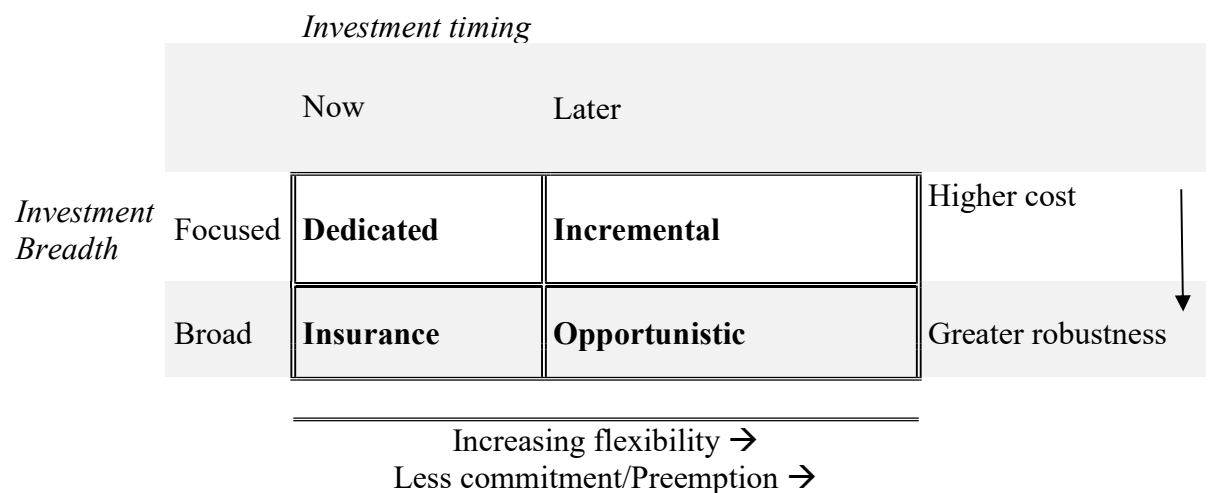 Investment timing
Now Later
Higher cost
Investment
Breadth
Focused Dedicated Incremental
Broad Insurance Opportunistic Greater robustness
Increasing flexibility →
Less commitment/Preemption →